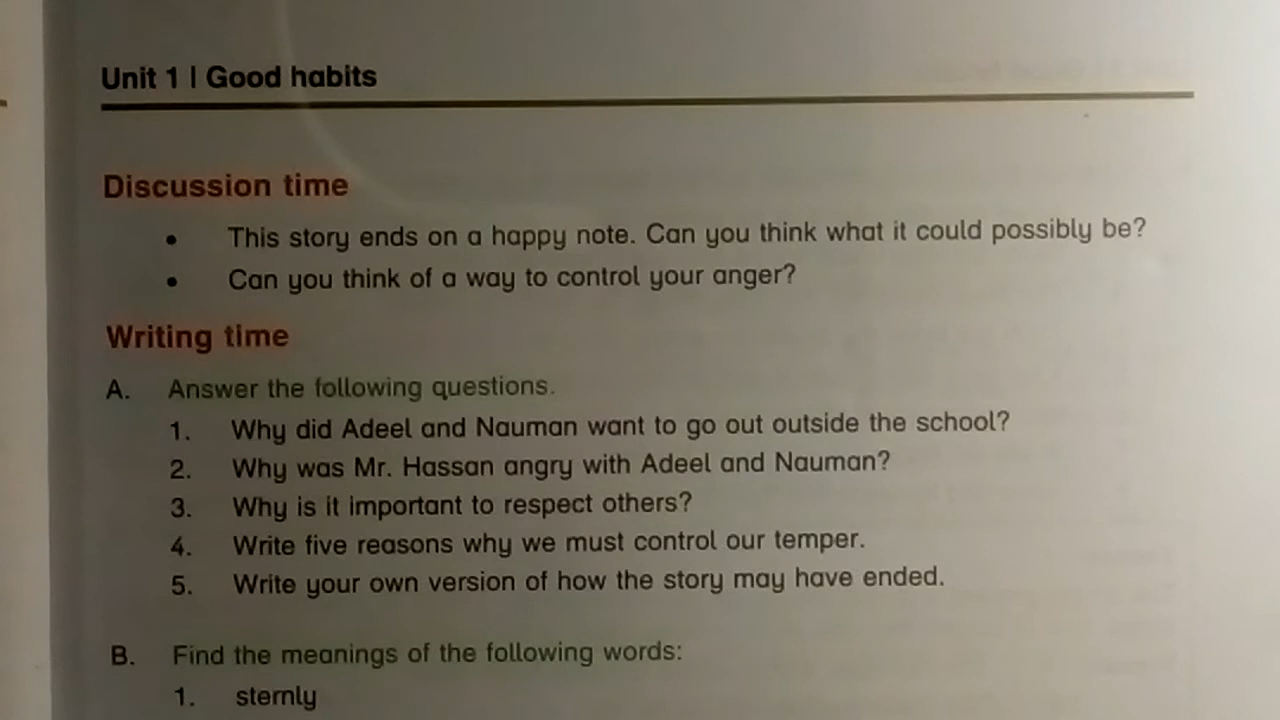 Unit 1 | Good habits
Discussion time
• This story ends on a happy note. Can you think what it could possibly be?
• Can you think of a way to control your anger?
Writing time
A. Answer the following questions.
1. Why did Adeel and Nauman want to go out outside the school?
2. Why was Mr. Hassan angry with Adeel and Nauman?
3. Why is it important to respect others?
4. Write five reasons why we must control our temper.
5. Write your own version of how the story may have ended.
B. Find the meanings of the following words:
1. sternly